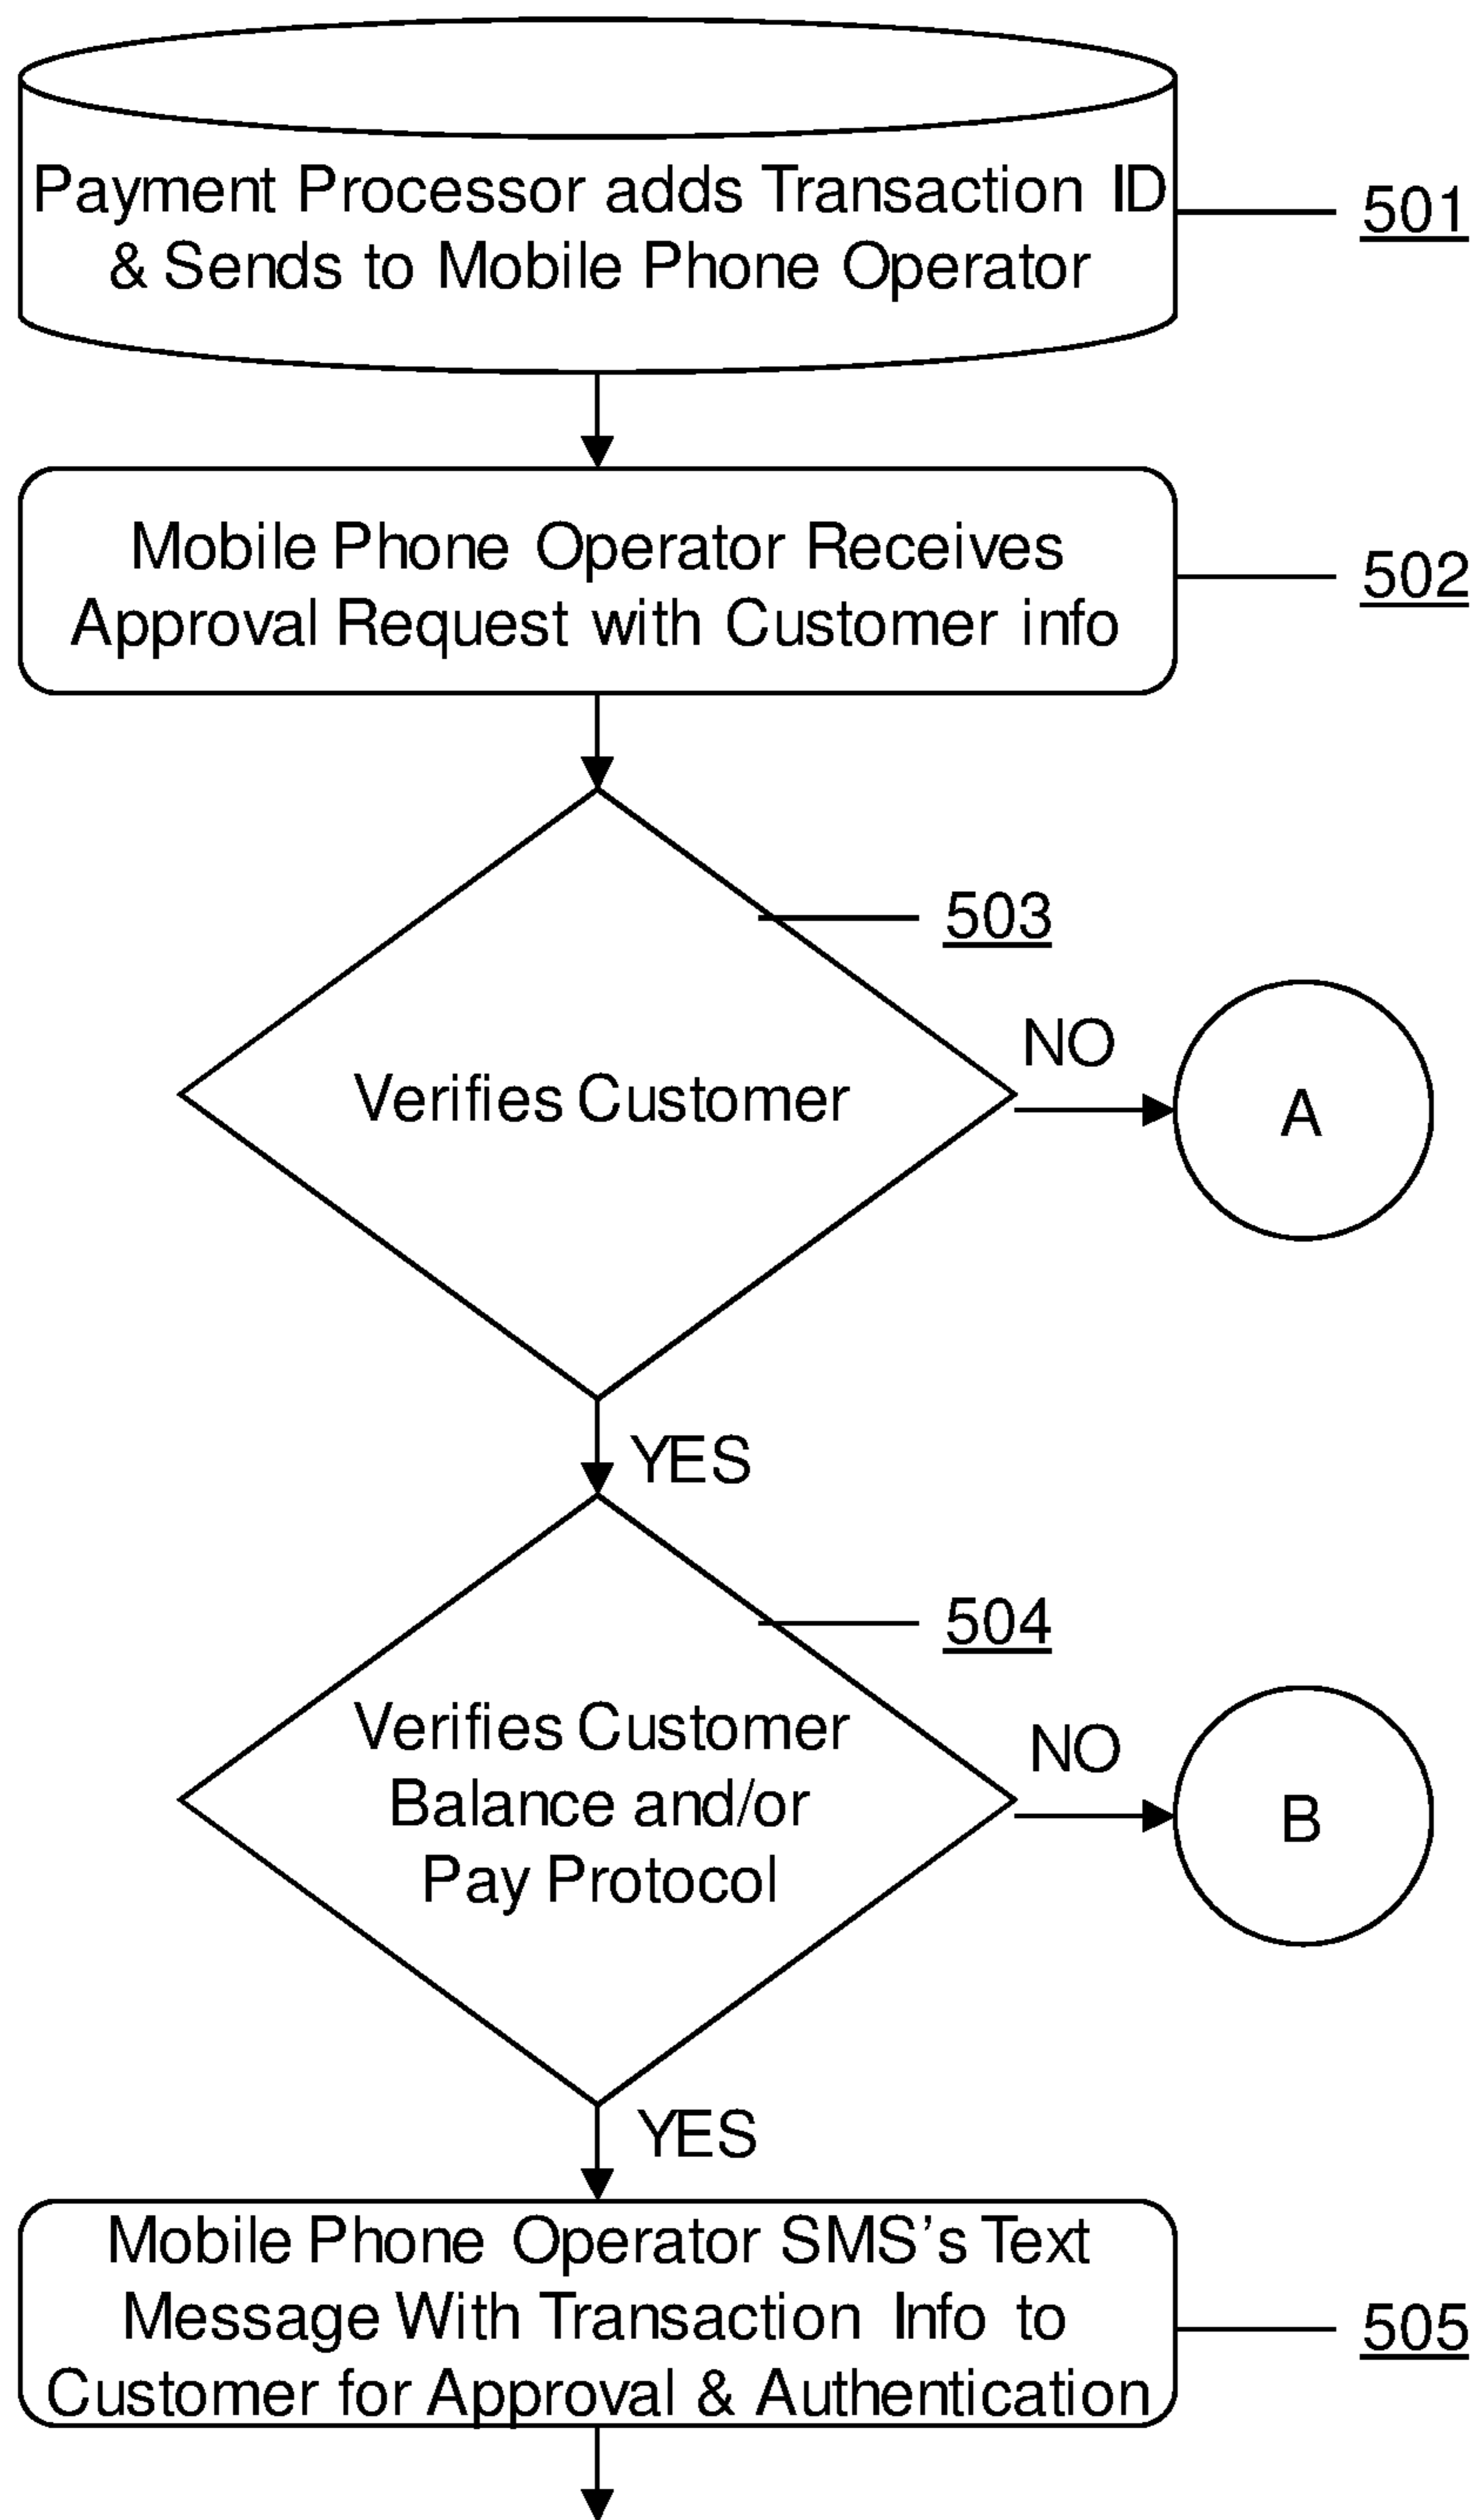 Payment Processor adds Transaction ID
& Sends to Mobile Phone Operator
501
Mobile Phone Operator Receives
Approval Request with Customer info
502
503
Verifies Customer
NO
A
YES
504
Verifies Customer
Balance and/or
Pay Protocol
NO
B
YES
Mobile Phone Operator SMS’s Text
Message With Transaction Info to
Customer for Approval & Authentication
505